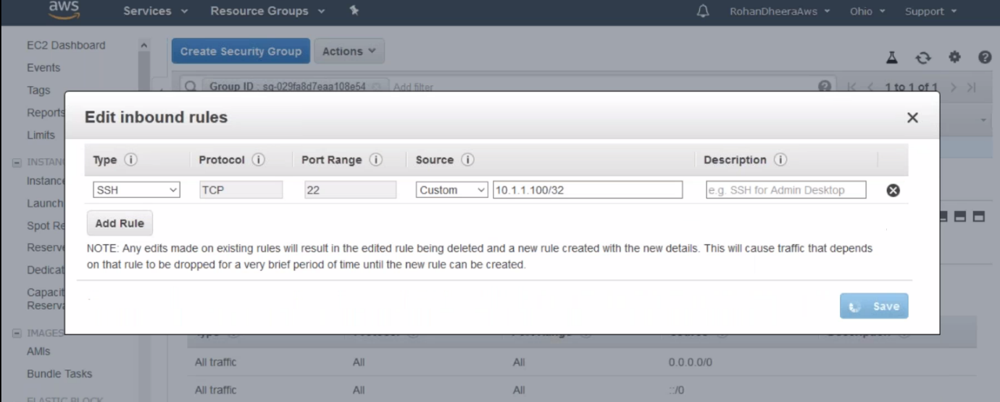 aws
Services Resource Groups RohanDheeraAws Ohio Support
EC2 Dashboard
Events
Tags
Reports
Limits
INSTAN
Instance
Launch
Spot Re
Reserve
Dedicat
Capacit
Reserva
IMAGES
AMIs
Bundle Tasks
ELASTIC BLOCK
Create Security Group Actions
Group ID : sg-029fa8d7eaa108e54 Add filter 1 to 1 of 1
Edit inbound rules
Type Protocol Port Range Source Description
SSH TCP 22 Custom 10.1.1.100/32 e.g. SSH for Admin Desktop
Add Rule
NOTE: Any edits made on existing rules will result in the edited rule being deleted and a new rule created with the new details. This will cause traffic that depends
on that rule to be dropped for a very brief period of time until the new rule can be created.
Save
All traffic All All 0.0.0.0/0
All traffic All All ::/0